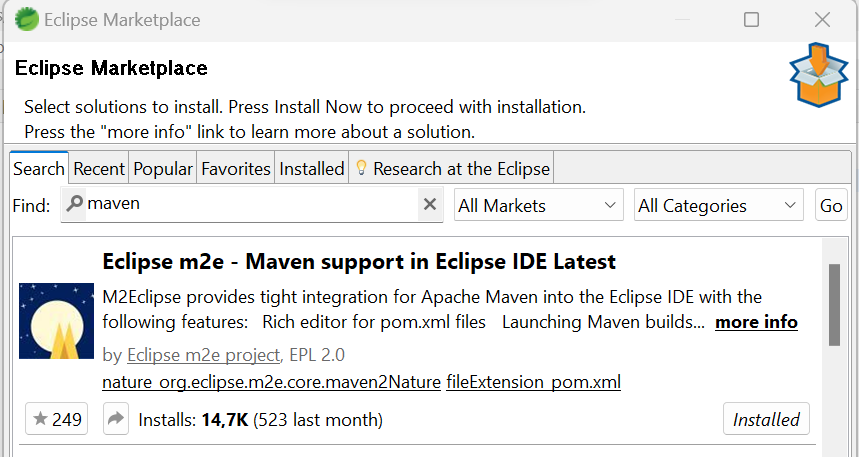 Eclipse Marketplace
Eclipse Marketplace
Select solutions to install. Press Install Now to proceed with installation.
Press the "more info" link to learn more about a solution.
Search Recent Popular Favorites Installed Research at the Eclipse
Find: maven All Markets All Categories Go
Eclipse m2e - Maven support in Eclipse IDE Latest
M2Eclipse provides tight integration for Apache Maven into the Eclipse IDE with the
following features: Rich editor for pom.xml files Launching Maven builds... more info
by Eclipse m2e project, EPL 2.0
nature_org.eclipse.m2e.core.maven2Nature fileExtension_pom.xml
249 Installs: 14,7K (523 last month) Installed